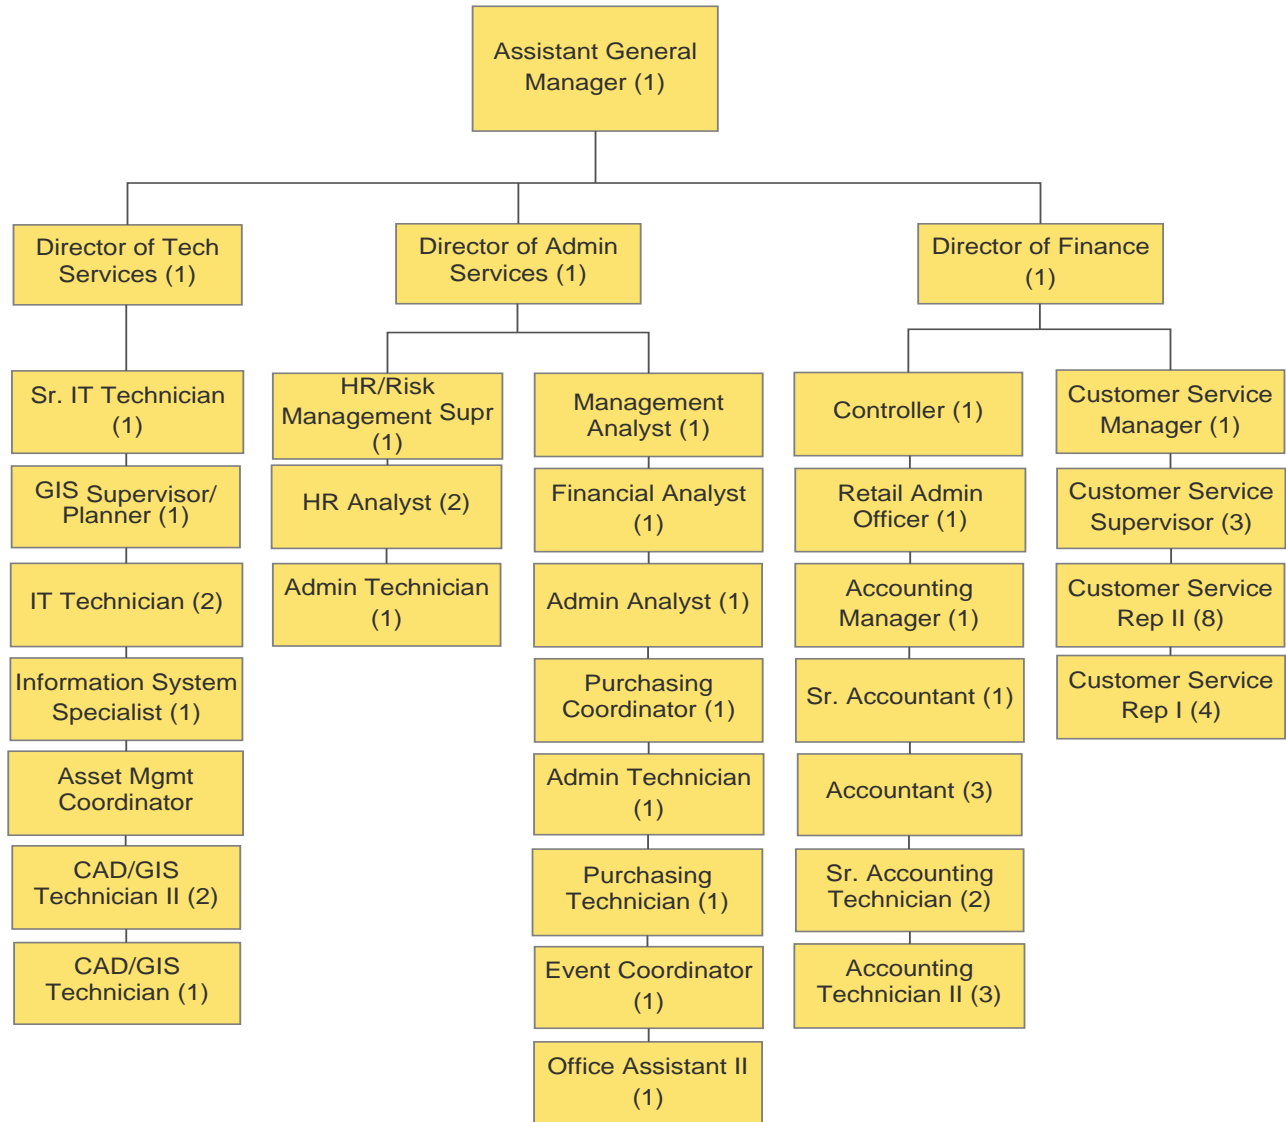 Assistant General
Manager (1)
Director of Tech
Services (1)
Director of Admin
Services (1)
Director of Finance
(1)
Sr. IT Technician
(1)
GIS Supervisor/
Planner (1)
IT Technician (2)
Information System
Specialist (1)
Asset Mgmt
Coordinator
CAD/GIS
Technician II (2)
CAD/GIS
Technician (1)
HR/Risk
Management Supr
(1)
HR Analyst (2)
Admin Technician
(1)
Management
Analyst (1)
Financial Analyst
(1)
Admin Analyst (1)
Purchasing
Coordinator (1)
Admin Technician
(1)
Purchasing
Technician (1)
Event Coordinator
(1)
Office Assistant II
(1)
Controller (1)
Retail Admin
Officer (1)
Accounting
Manager (1)
Sr. Accountant (1)
Accountant (3)
Sr. Accounting
Technician (2)
Accounting
Technician II (3)
Customer Service
Manager (1)
Customer Service
Supervisor (3)
Customer Service
Rep II (8)
Customer Service
Rep I (4)